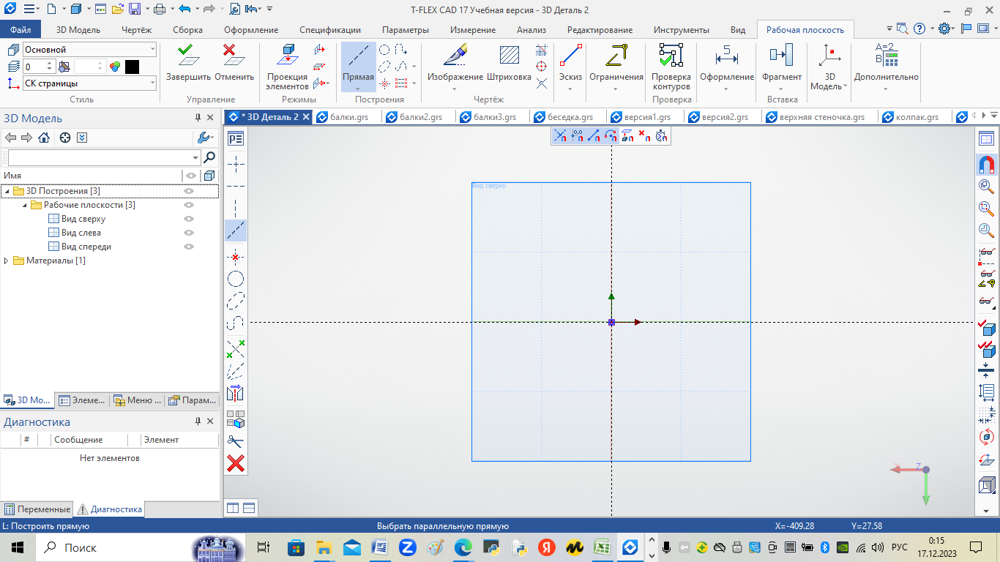 T-FLEX CAD 17 Учебная версия - 3D Деталь 2
Файл 3D Модель Чертёж Сборка Оформление Спецификации Параметры Измерение Анализ Редактирование Инструменты Вид Рабочая плоскость
Основной
0
СК страницы
Стиль
Завершить Отменить
Управление
Проекция элементов
Режимы
Прямая
Построения
Изображение Штриховка
Чертёж
Эскиз
Ограничения
Проверка контуров
Проверка
5
Оформление
Фрагмент
Вставка
3D Модель
A=2
Дополнительно
3D Модель
* 3D Деталь 2 балки.grs балки2.grs балки3.grs беседка.grs версия1.grs версия2.grs верхняя стеночка.grs колпак.grs
Имя
3D Построения [3]
Рабочие плоскости [3]
Вид сверху
Вид слева
Вид спереди
Материалы [1]
Вид сверху
3D Мо... Элеме... Меню ... Парам...
Диагностика
# Сообщение Элемент
Нет элементов
X Z
Переменные Диагностика
L: Построить прямую Выбрать параллельную прямую X=-409.28 Y=27.58
Поиск
РУС
0:15
17.12.2023